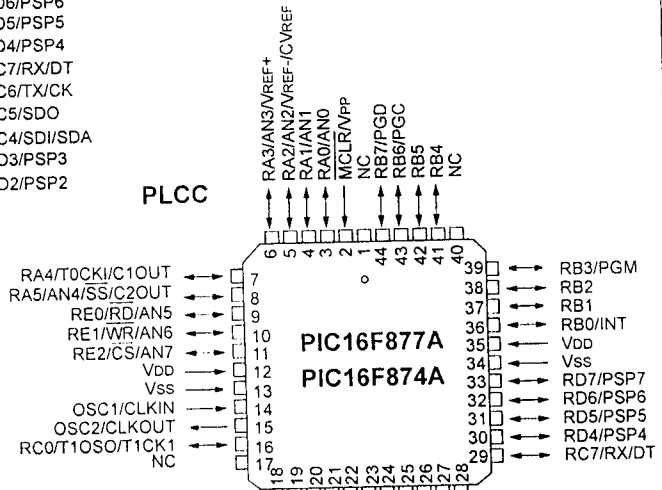 D6/PSP6
D5/PSP5
D4/PSP4
C7/RX/DT
C6/TX/CK
C5/SDO
C4/SDI/SDA
D3/PSP3
D2/PSP2
PLCC
RA3/AN3/VREF+
RA2/AN2/VREF-/CVREF
RA1/AN1
RA0/AN0
MCLR/VPP
NC
RB7/PGD
RB6/PGC
RB5
RB4
NC
6
5
4
3
2
1
44
43
42
41
40
RA4/T0CKI/C1OUT
RA5/AN4/SS/C2OUT
RE0/RD/AN5
RE1/WR/AN6
RE2/CS/AN7
VDD
VSS
OSC1/CLKIN
OSC2/CLKOUT
RC0/T1OSO/T1CK1
NC
7
8
9
10
11
12
13
14
15
16
17
PIC16F877A
PIC16F874A
39
38
37
36
35
34
33
32
31
30
29
RB3/PGM
RB2
RB1
RB0/INT
VDD
VSS
RD7/PSP7
RD6/PSP6
RD5/PSP5
RD4/PSP4
RC7/RX/DT
18
19
20
21
22
23
24
25
26
27
28